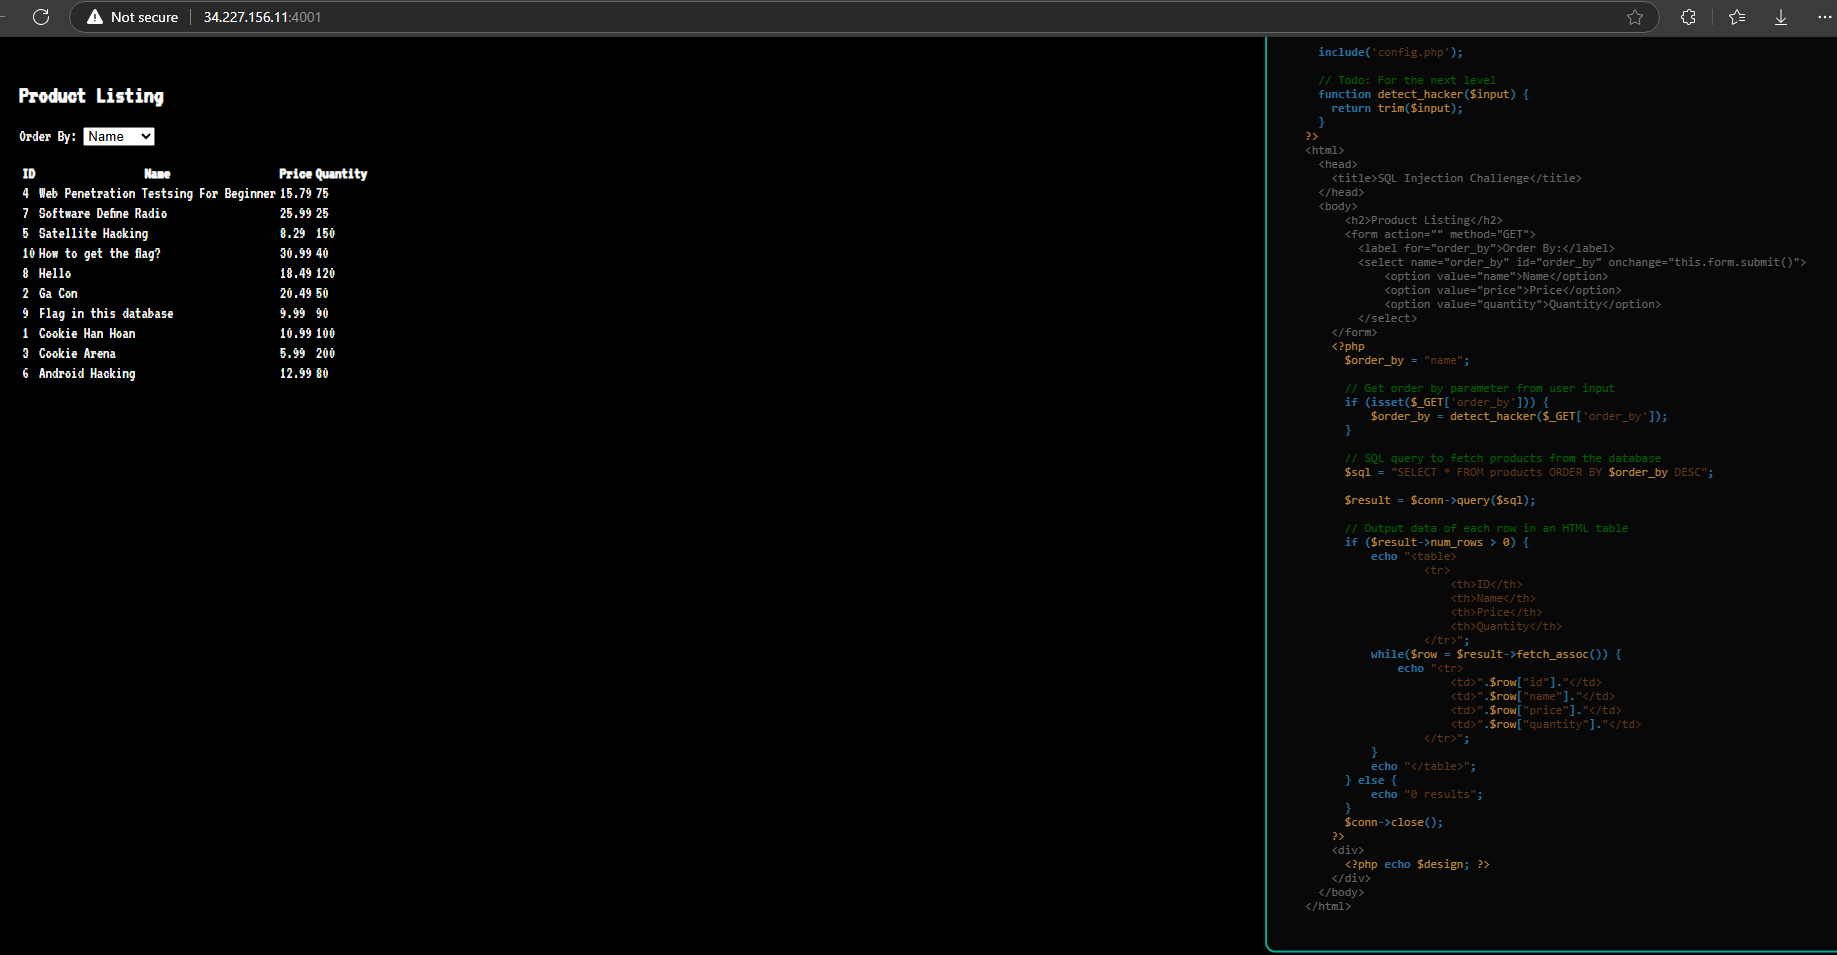 Not secure
34.227.156.11:4001
Product Listing
Order By: Name
ID Name Price Quantity
4 Web Penetration Testsing For Beginner 15.79 75
7 Software Define Radio 25.99 25
5 Satellite Hacking 8.29 150
10 How to get the flag? 30.99 40
8 Hello 18.49 120
2 Ga Con 20.49 50
9 Flag in this database 9.99 90
1 Cookie Han Hoan 10.99 100
3 Cookie Arena 5.99 200
6 Android Hacking 12.99 80
include('config.php');
// Todo: For the next level
function detect_hacker($input) {
return trim($input);
}
?>
<html>
<head>
<title>SQL Injection Challenge</title>
</head>
<body>
<h2>Product Listing</h2>
<form action="" method="GET">
<label for="order_by">Order By:</label>
<select name="order_by" id="order_by" onchange="this.form.submit()">
<option value="name">Name</option>
<option value="price">Price</option>
<option value="quantity">Quantity</option>
</select>
</form>
<?php
$order_by = "name";
// Get order by parameter from user input
if (isset($_GET['order_by'])) {
$order_by = detect_hacker($_GET['order_by']);
}
// SQL query to fetch products from the database
$sql = "SELECT * FROM products ORDER BY $order_by DESC";
$result = $conn->query($sql);
// Output data of each row in an HTML table
if ($result->num_rows > 0) {
echo "<table>
<tr>
<th>ID</th>
<th>Name</th>
<th>Price</th>
<th>Quantity</th>
</tr>";
while($row = $result->fetch_assoc()) {
echo "<tr>
<td>".$row["id"]."</td>
<td>".$row["name"]."</td>
<td>".$row["price"]."</td>
<td>".$row["quantity"]."</td>
</tr>";
}
echo "</table>";
} else {
echo "0 results";
}
$conn->close();
?>
<div>
<?php echo $design; ?>
</div>
</body>
</html>